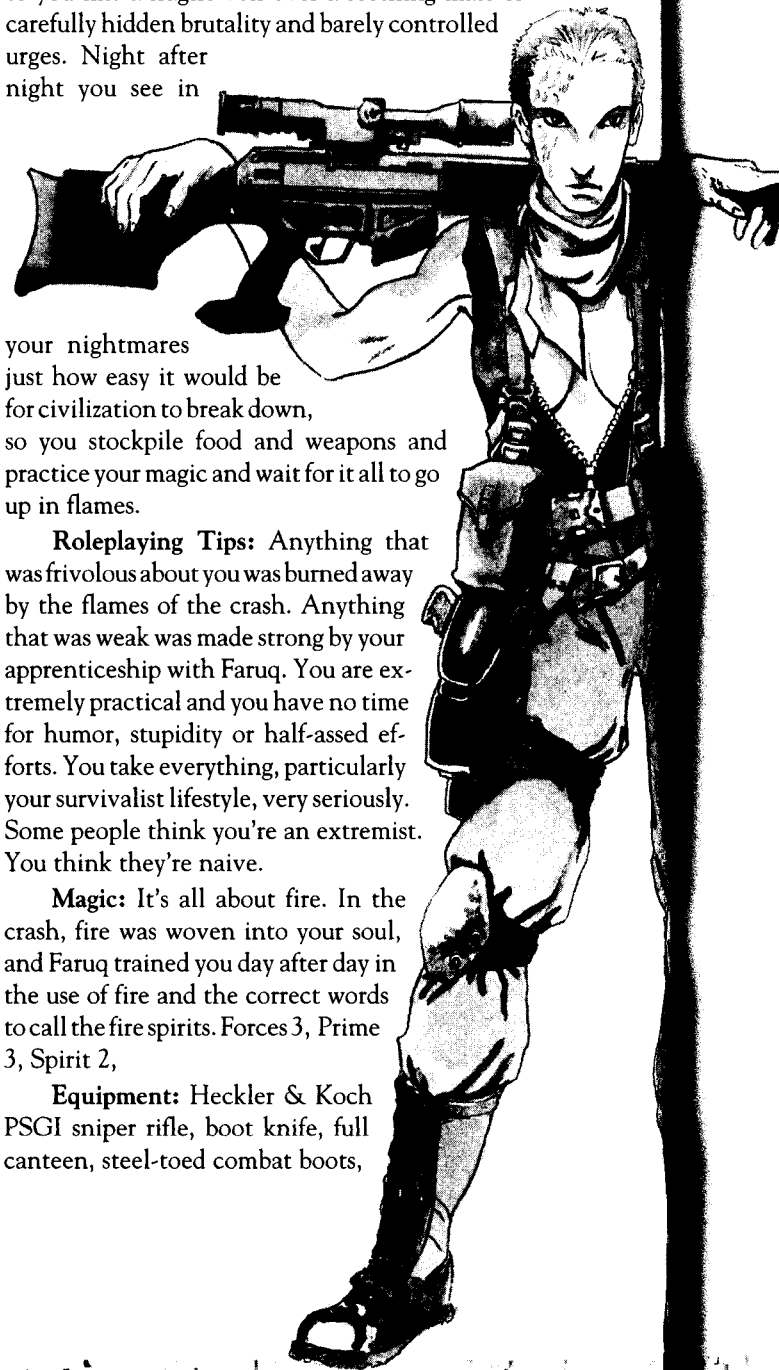 carefully hidden brutality and barely controlled
urges. Night after
night you see in
your nightmares
just how easy it would be
for civilization to break down,
so you stockpile food and weapons and
practice your magic and wait for it all to go
up in flames.
Roleplaying Tips: Anything that
was frivolous about you was burned away
by the flames of the crash. Anything
that was weak was made strong by your
apprenticeship with Faruq. You are ex-
tremely practical and you have no time
for humor, stupidity or half-assed ef-
forts. You take everything, particularly
your survivalist lifestyle, very seriously.
Some people think you're an extremist.
You think they're naive.
Magic: It's all about fire. In the
crash, fire was woven into your soul,
and Faruq trained you day after day in
the use of fire and the correct words
to call the fire spirits. Forces 3, Prime
3, Spirit 2,
Equipment: Heckler & Koch
PSGI sniper rifle, boot knife, full
canteen, steel-toed combat boots,